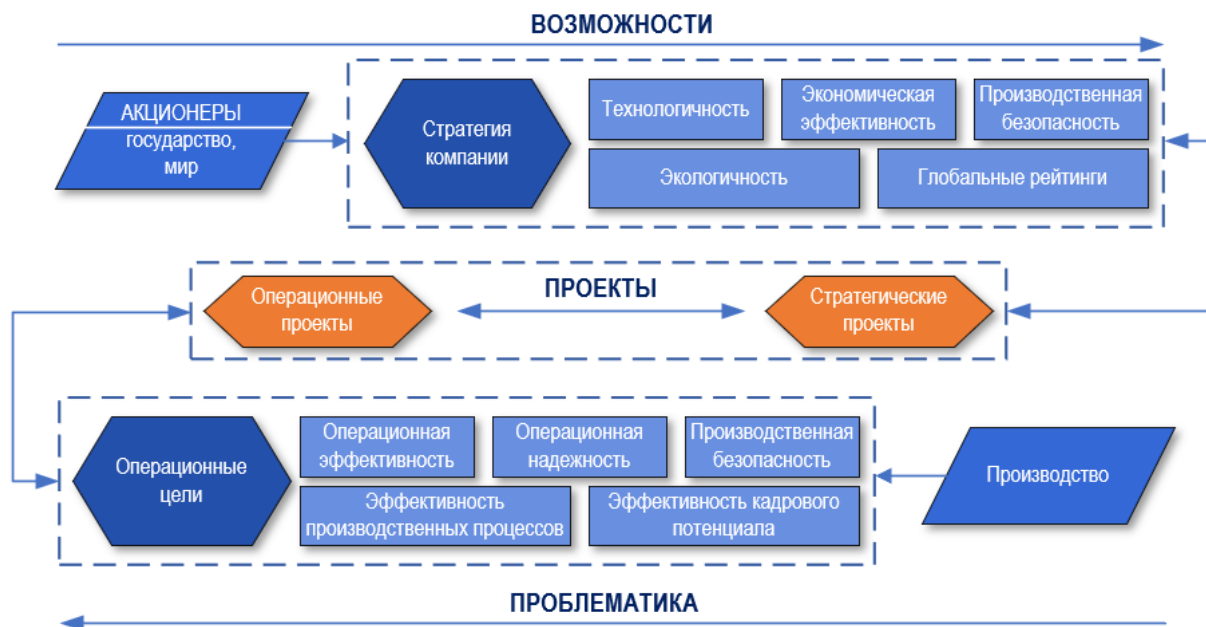 ВОЗМОЖНОСТИ
АКЦИОНЕРЫ
государство,
мир
Стратегия
компании
Технологичность
Экономическая
эффективность
Производственная
безопасность
Экологичность
Глобальные рейтинги
Операционные
проекты
ПРОЕКТЫ
Стратегические
проекты
Операционные
цели
Операционная
эффективность
Операционная
надежность
Производственная
безопасность
Эффективность
производственных процессов
Эффективность кадрового
потенциала
Производство
ПРОБЛЕМАТИКА